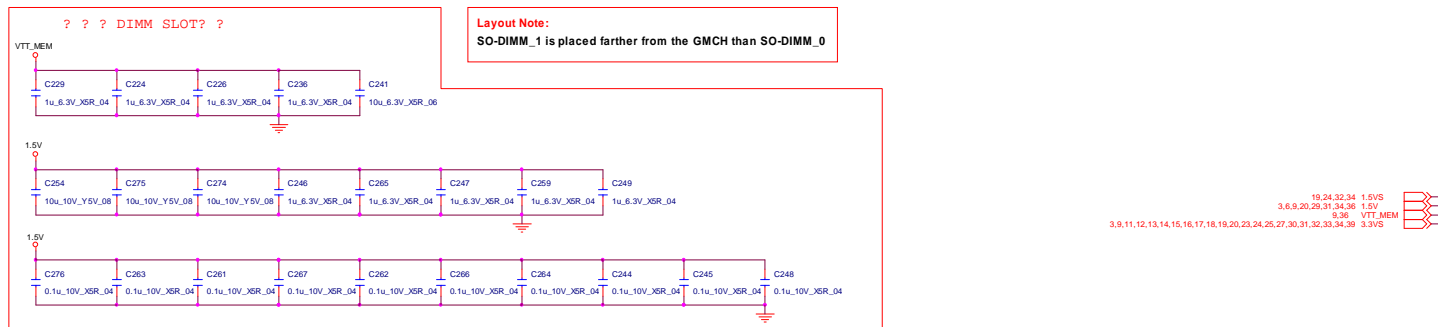 ? ? ? DIMM SLOT? ?
Layout Note:
SO-DIMM_1 is placed farther from the GMCH than SO-DIMM_0
VTT_MEM
C229 C224 C226 C236 C241
1u_6.3V_X5R_04 1u_6.3V_X5R_04 1u_6.3V_X5R_04 1u_6.3V_X5R_04 10u_6.3V_X5R_06
1.5V
C254 C275 C274 C246 C265 C247 C259 C249
10u_10V_Y5V_08 10u_10V_Y5V_08 10u_10V_Y5V_08 1u_6.3V_X5R_04 1u_6.3V_X5R_04 1u_6.3V_X5R_04 1u_6.3V_X5R_04 1u_6.3V_X5R_04
19,24,32,34 1.5VS
3,6,9,20,29,31,34,36 1.5V
9,36 VTT_MEM
3,9,11,12,13,14,15,16,17,18,19,20,23,24,25,27,30,31,32,33,34,39 3.3VS
1.5V
C276 C263 C261 C267 C262 C266 C264 C244 C245 C248
0.1u_10V_X5R_04 0.1u_10V_X5R_04 0.1u_10V_X5R_04 0.1u_10V_X5R_04 0.1u_10V_X5R_04 0.1u_10V_X5R_04 0.1u_10V_X5R_04 0.1u_10V_X5R_04 0.1u_10V_X5R_04 0.1u_10V_X5R_04